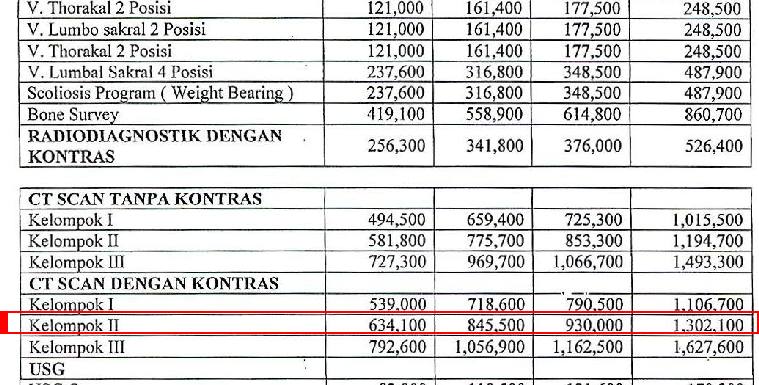 V. Thorakal 2 Posisi 121,000 161,400 177,500 248,500
V. Lumbo sakral 2 Posisi 121,000 161,400 177,500 248,500
V. Thorakal 2 Posisi 121,000 161,400 177,500 248,500
V. Lumbal Sakral 4 Posisi 237,600 316,800 348,500 487,900
Scoliosis Program ( Weight Bearing ) 237,600 316,800 348,500 487,900
Bone Survey 419,100 558,900 614,800 860,700
RADIODIAGNOSTIK DENGAN
KONTRAS 256,300 341,800 376,000 526,400
CT SCAN TANPA KONTRAS
Kelompok I 494,500 659,400 725,300 1,015,500
Kelompok II 581,800 775,700 853,300 1,194,700
Kelompok III 727,300 969,700 1,066,700 1,493,300
CT SCAN DENGAN KONTRAS
Kelompok I 539,000 718,600 790,500 1,106,700
Kelompok II 634,100 845,500 930,000 1,302,100
Kelompok III 792,600 1,056,900 1,162,500 1,627,600
USG